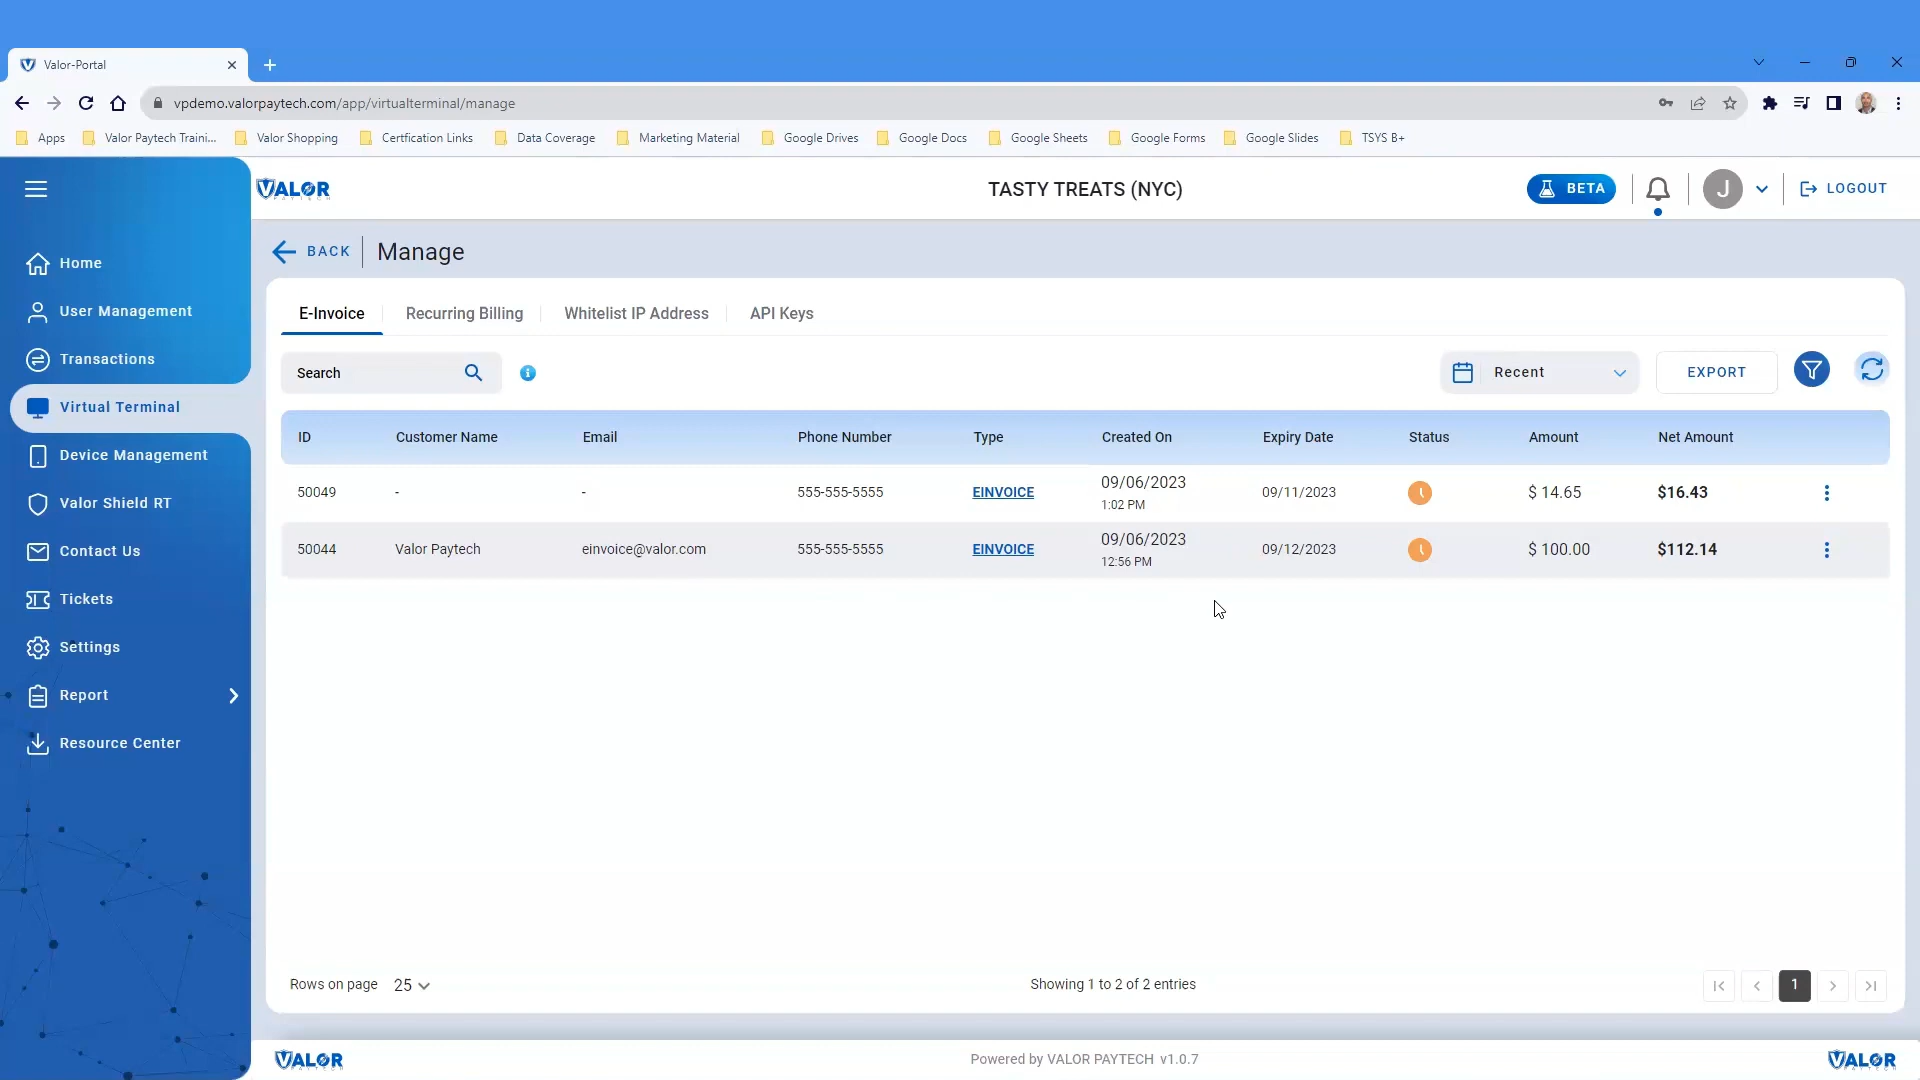 Valor-Portal
vpdemo.valorpaytech.com/app/virtualterminal/manage
Apps Valor Paytech Traini... Valor Shopping Certfication Links Data Coverage Marketing Material Google Drives Google Docs Google Sheets Google Forms Google Slides TSYS B+
VALOR PAYTECH TASTY TREATS (NYC) BETA J LOGOUT
Home
User Management
Transactions
Virtual Terminal
Device Management
Valor Shield RT
Contact Us
Tickets
Settings
Report
Resource Center
BACK Manage
E-Invoice Recurring Billing Whitelist IP Address API Keys
Search Recent EXPORT
ID Customer Name Email Phone Number Type Created On Expiry Date Status Amount Net Amount
50049 - - 555-555-5555 EINVOICE 09/06/2023 09/11/2023 $ 14.65 $16.43
1:02 PM
50044 Valor Paytech einvoice@valor.com 555-555-5555 EINVOICE 09/06/2023 09/12/2023 $ 100.00 $112.14
12:56 PM
Rows on page 25 Showing 1 to 2 of 2 entries 1
VALOR PAYTECH Powered by VALOR PAYTECH v1.0.7 VALOR PAYTECH